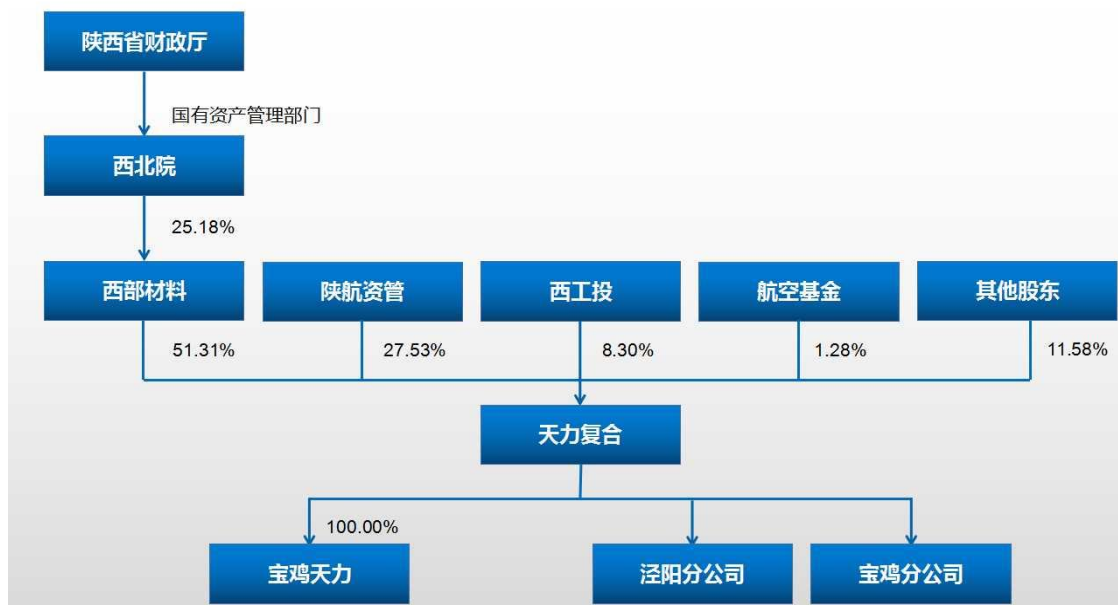 陕西省财政厅
国有资产管理部门
西北院
25.18%
西部材料
陕航资管
西工投
航空基金
其他股东
51.31%
27.53%
8.30%
1.28%
11.58%
天力复合
100.00%
宝鸡天力
泾阳分公司
宝鸡分公司